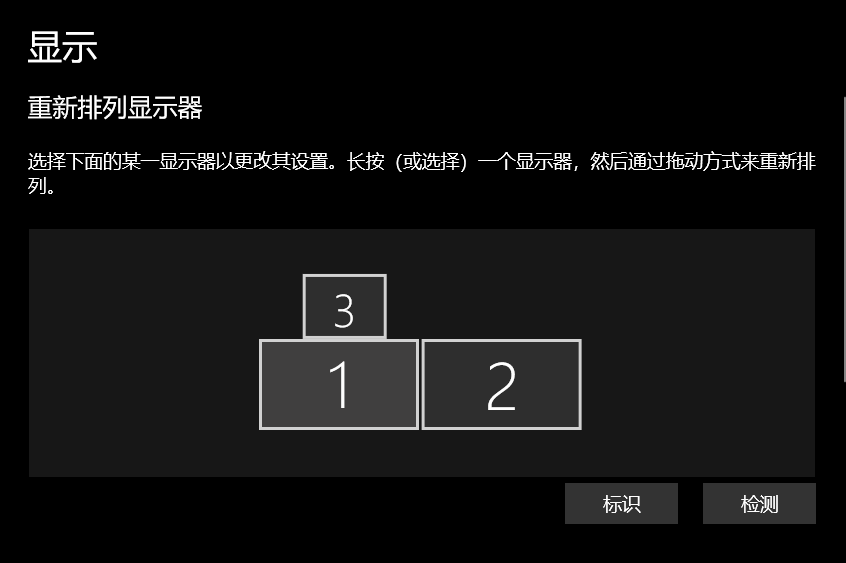 显示
重新排列显示器
选择下面的某一显示器以更改其设置。长按（或选择）一个显示器，然后通过拖动方式来重新排
列。
3
1
2
标识
检测